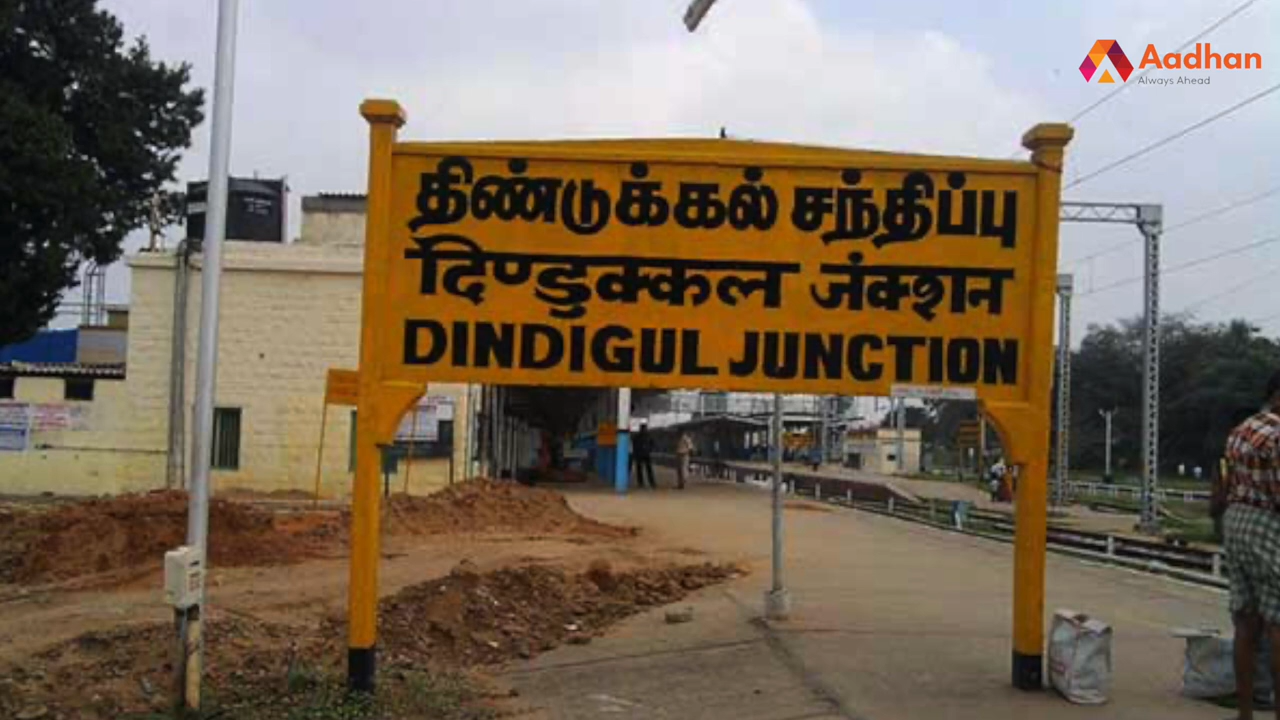 Aadhan
Always Ahead
திண்டுக்கல் சந்திப்பு
दिण्डुक्कल जंक्शन
DINDIGUL JUNCTION